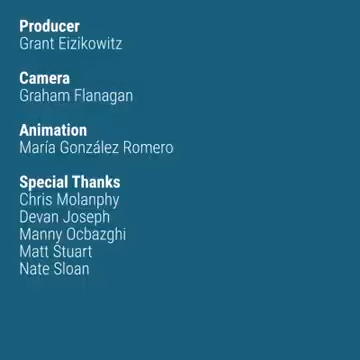 Producer
Grant Eizikowitz
Camera
Graham Flanagan
Animation
María González Romero
Special Thanks
Chris Molanphy
Devan Joseph
Manny Ocbazghi
Matt Stuart
Nate Sloan